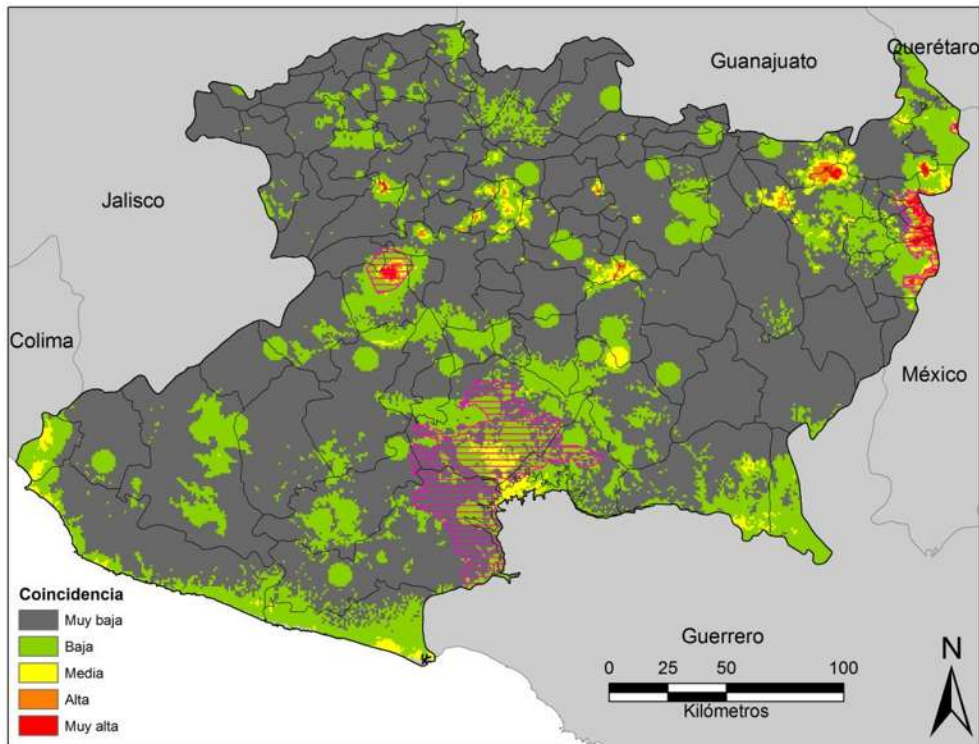 Guanajuato
Querétaro
Jalisco
Colima
México
Guerrero
Coincidencia
Muy baja
Baja
Media
Alta
Muy alta
0 25 50 100
Kilómetros
N